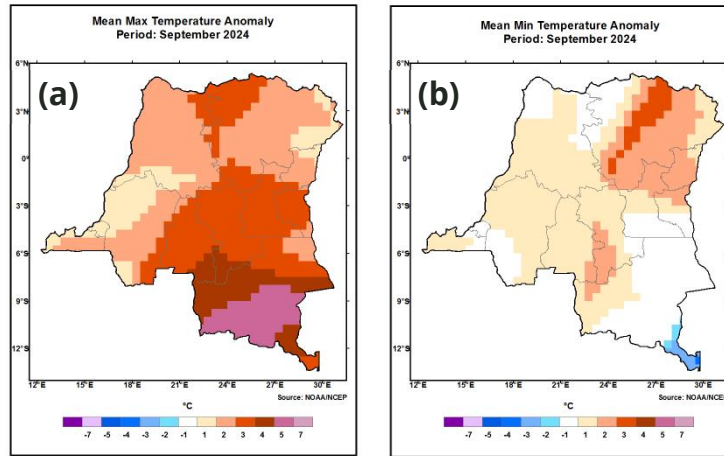 Mean Max Temperature Anomaly
Period: September 2024
(a)
6°N
3°N
0°
3°S
6°S
9°S
12°S
12°E 15°E 18°E 21°E 24°E 27°E 30°E
Source: NOAA/NCEP
°C
-7 -5 -4 -3 -2 -1 1 2 3 4 5 7
Mean Min Temperature Anomaly
Period: September 2024
(b)
6°N
3°N
0°
3°S
6°S
9°S
12°S
12°E 15°E 18°E 21°E 24°E 27°E 30°E
Source: NOAA/NCEP
°C
-7 -5 -4 -3 -2 -1 1 2 3 4 5 7